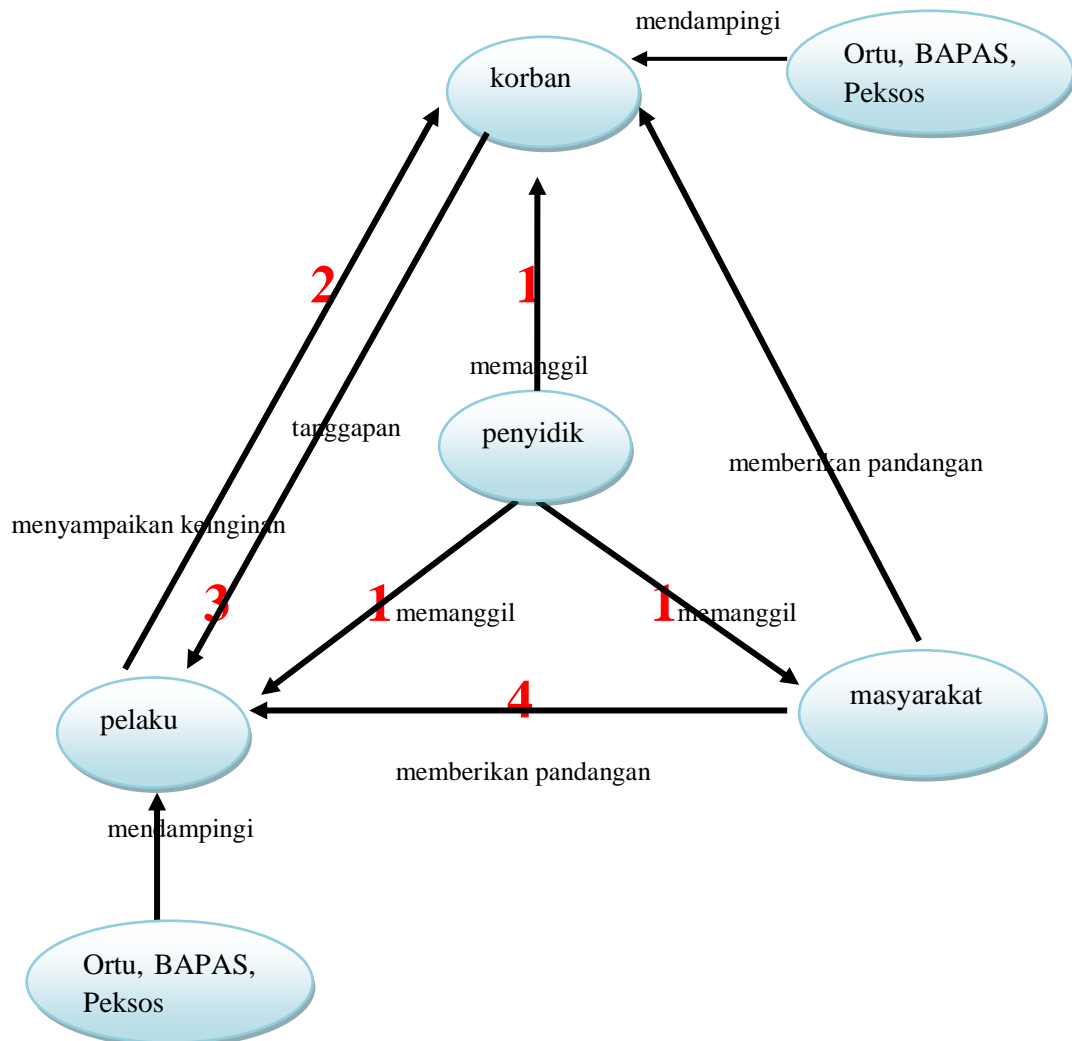 mendampingi
Ortu, BAPAS,
Peksos
korban
2
1
memanggil
tanggapan
penyidik
memberikan pandangan
menyampaikan keinginan
3
1
memanggil
1
memanggil
pelaku
4
masyarakat
memberikan pandangan
mendampingi
Ortu, BAPAS,
Peksos